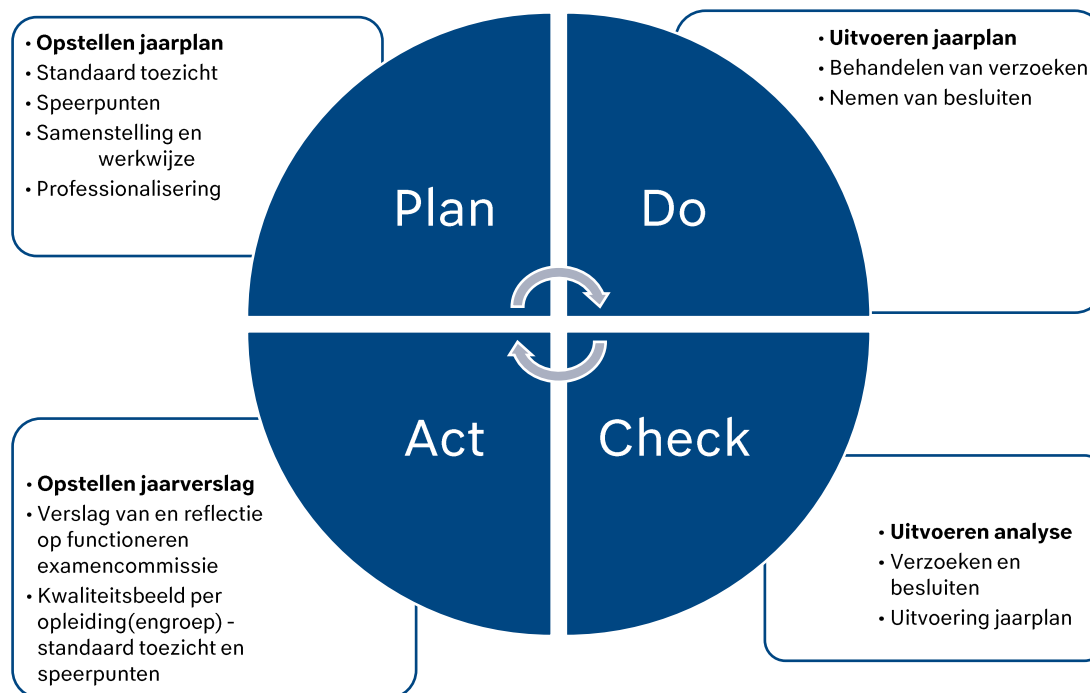 • Opstellen jaarplan
• Standaard toezicht
• Speerpunten
• Samenstelling en
werkwijze
• Professionalisering
• Uitvoeren jaarplan
• Behandelen van verzoeken
• Nemen van besluiten
Plan
Do
Act
Check
• Opstellen jaarverslag
• Verslag van en reflectie
op functioneren
examencommissie
• Kwaliteitsbeeld per
opleiding(engroep) -
standaard toezicht en
speerpunten
• Uitvoeren analyse
• Verzoeken en
besluiten
• Uitvoering jaarplan